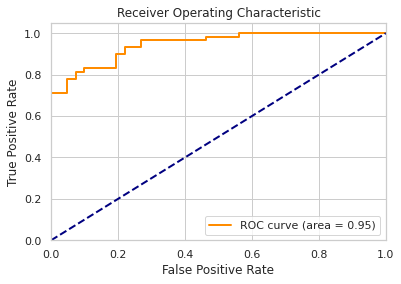 Receiver Operating Characteristic
True Positive Rate
1.0
0.8
0.6
0.4
0.2
0.0
ROC curve (area = 0.95)
0.0 0.2 0.4 0.6 0.8 1.0
False Positive Rate